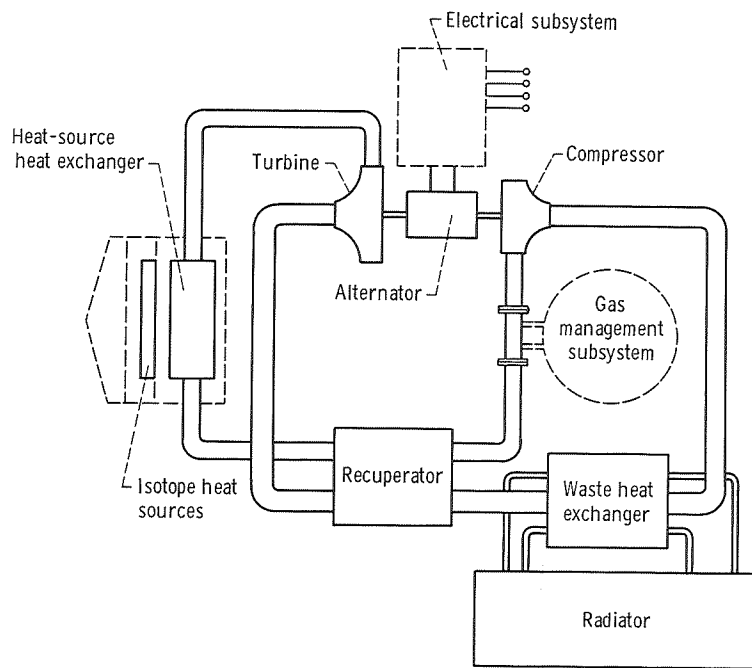 Electrical subsystem
Heat-source
heat exchanger
Turbine
Compressor
Alternator
Gas
management
subsystem
Isotope heat
sources
Recuperator
Waste heat
exchanger
Radiator